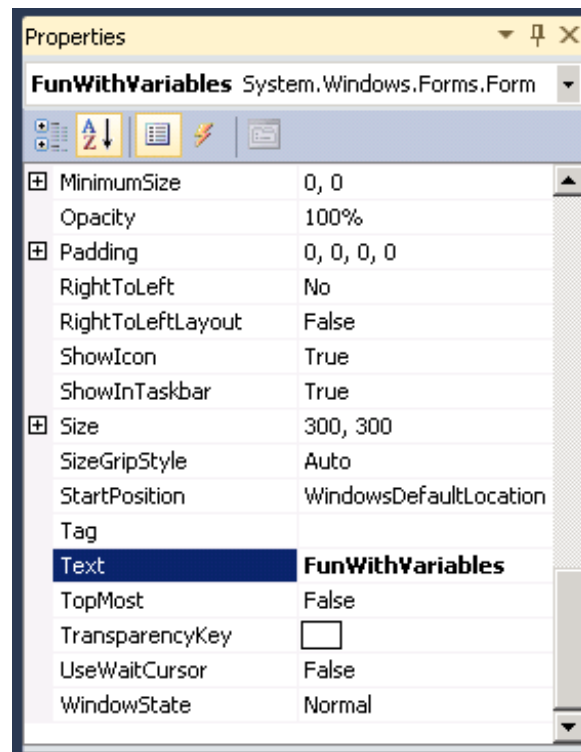 Properties
FunWithVariables System.Windows.Forms.Form
MinimumSize 0, 0
Opacity 100%
Padding 0, 0, 0, 0
RightToLeft No
RightToLeftLayout False
ShowIcon True
ShowInTaskbar True
Size 300, 300
SizeGripStyle Auto
StartPosition WindowsDefaultLocation
Tag
Text FunWithVariables
TopMost False
TransparencyKey
UseWaitCursor False
WindowState Normal